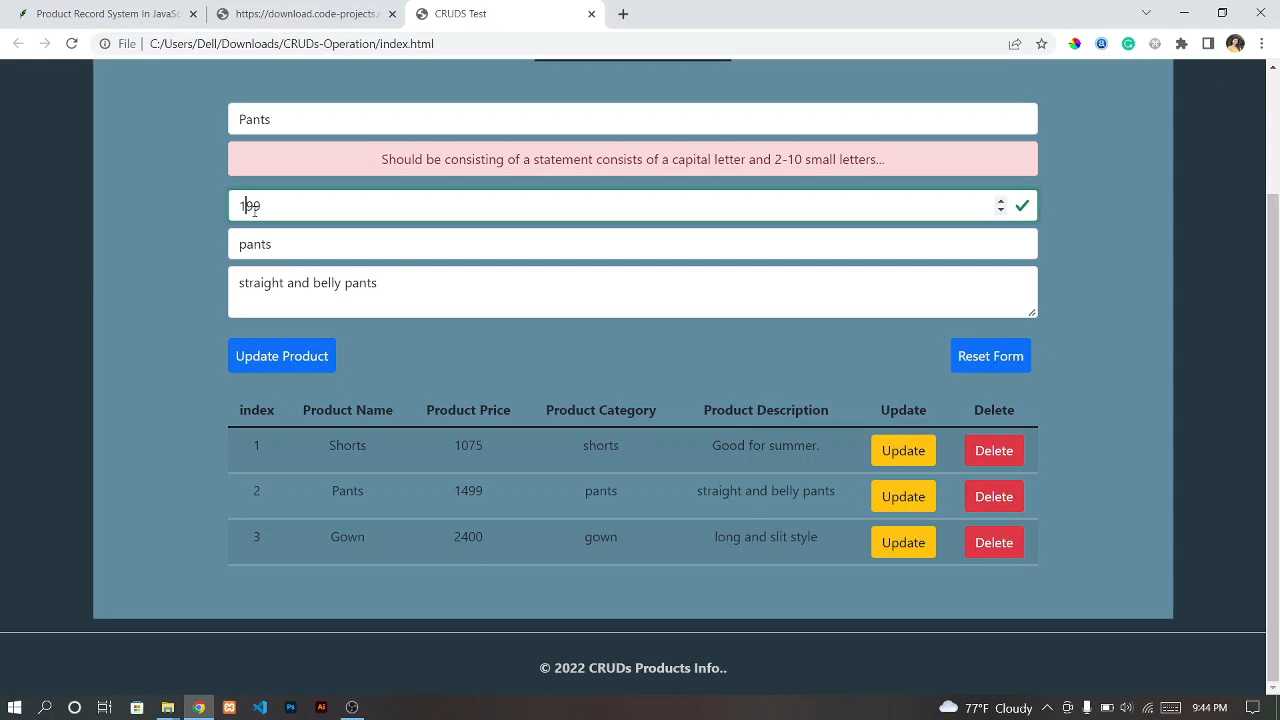 Product Record System In JavaSc
https://download.code-projects.o
CRUDS Test
File
C:/Users/Dell/Downloads/CRUDs-Operation/index.html
Pants
Should be consisting of a statement consists of a capital letter and 2-10 small letters...
199
pants
straight and belly pants
Update Product
Reset Form
index Product Name Product Price Product Category Product Description Update Delete
1 Shorts 1075 shorts Good for summer. Update Delete
2 Pants 1499 pants straight and belly pants Update Delete
3 Gown 2400 gown long and slit style Update Delete
© 2022 CRUDs Products Info..
Ps Ai 77°F Cloudy 9:44 PM